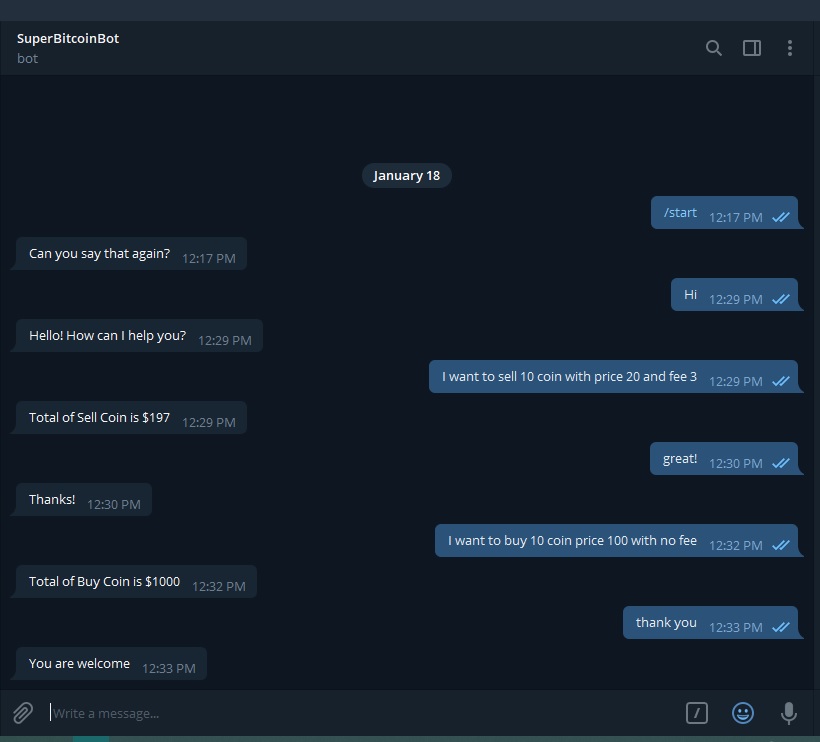 SuperBitcoinBot
bot
January 18
/start 12:17 PM
Can you say that again? 12:17 PM
Hi 12:29 PM
Hello! How can I help you? 12:29 PM
I want to sell 10 coin with price 20 and fee 3 12:29 PM
Total of Sell Coin is $197 12:29 PM
great! 12:30 PM
Thanks! 12:30 PM
I want to buy 10 coin price 100 with no fee 12:32 PM
Total of Buy Coin is $1000 12:32 PM
thank you 12:33 PM
You are welcome 12:33 PM
Write a message...